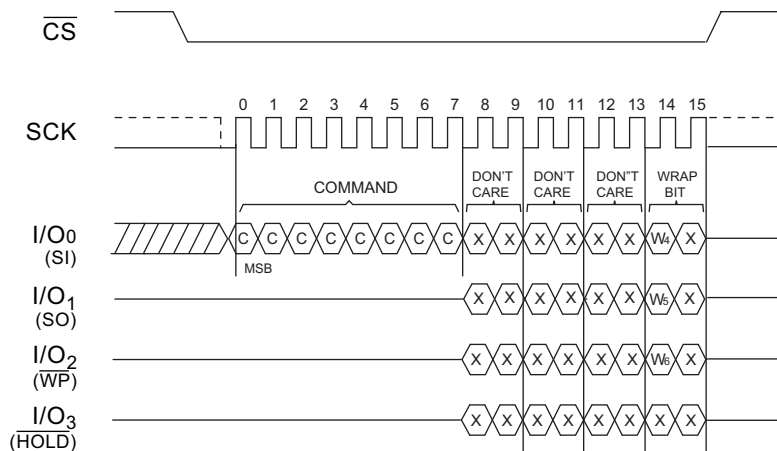 CS
SCK
0 1 2 3 4 5 6 7 8 9 10 11 12 13 14 15
COMMAND
DON'T CARE
DON'T CARE
DON"T CARE
WRAP BIT
I/O0 (SI)
C C C C C C C C X X X X X X W4 X
MSB
I/O1 (SO)
X X X X X X W5 X
I/O2 (WP)
X X X X X X W6 X
I/O3 (HOLD)
X X X X X X X X